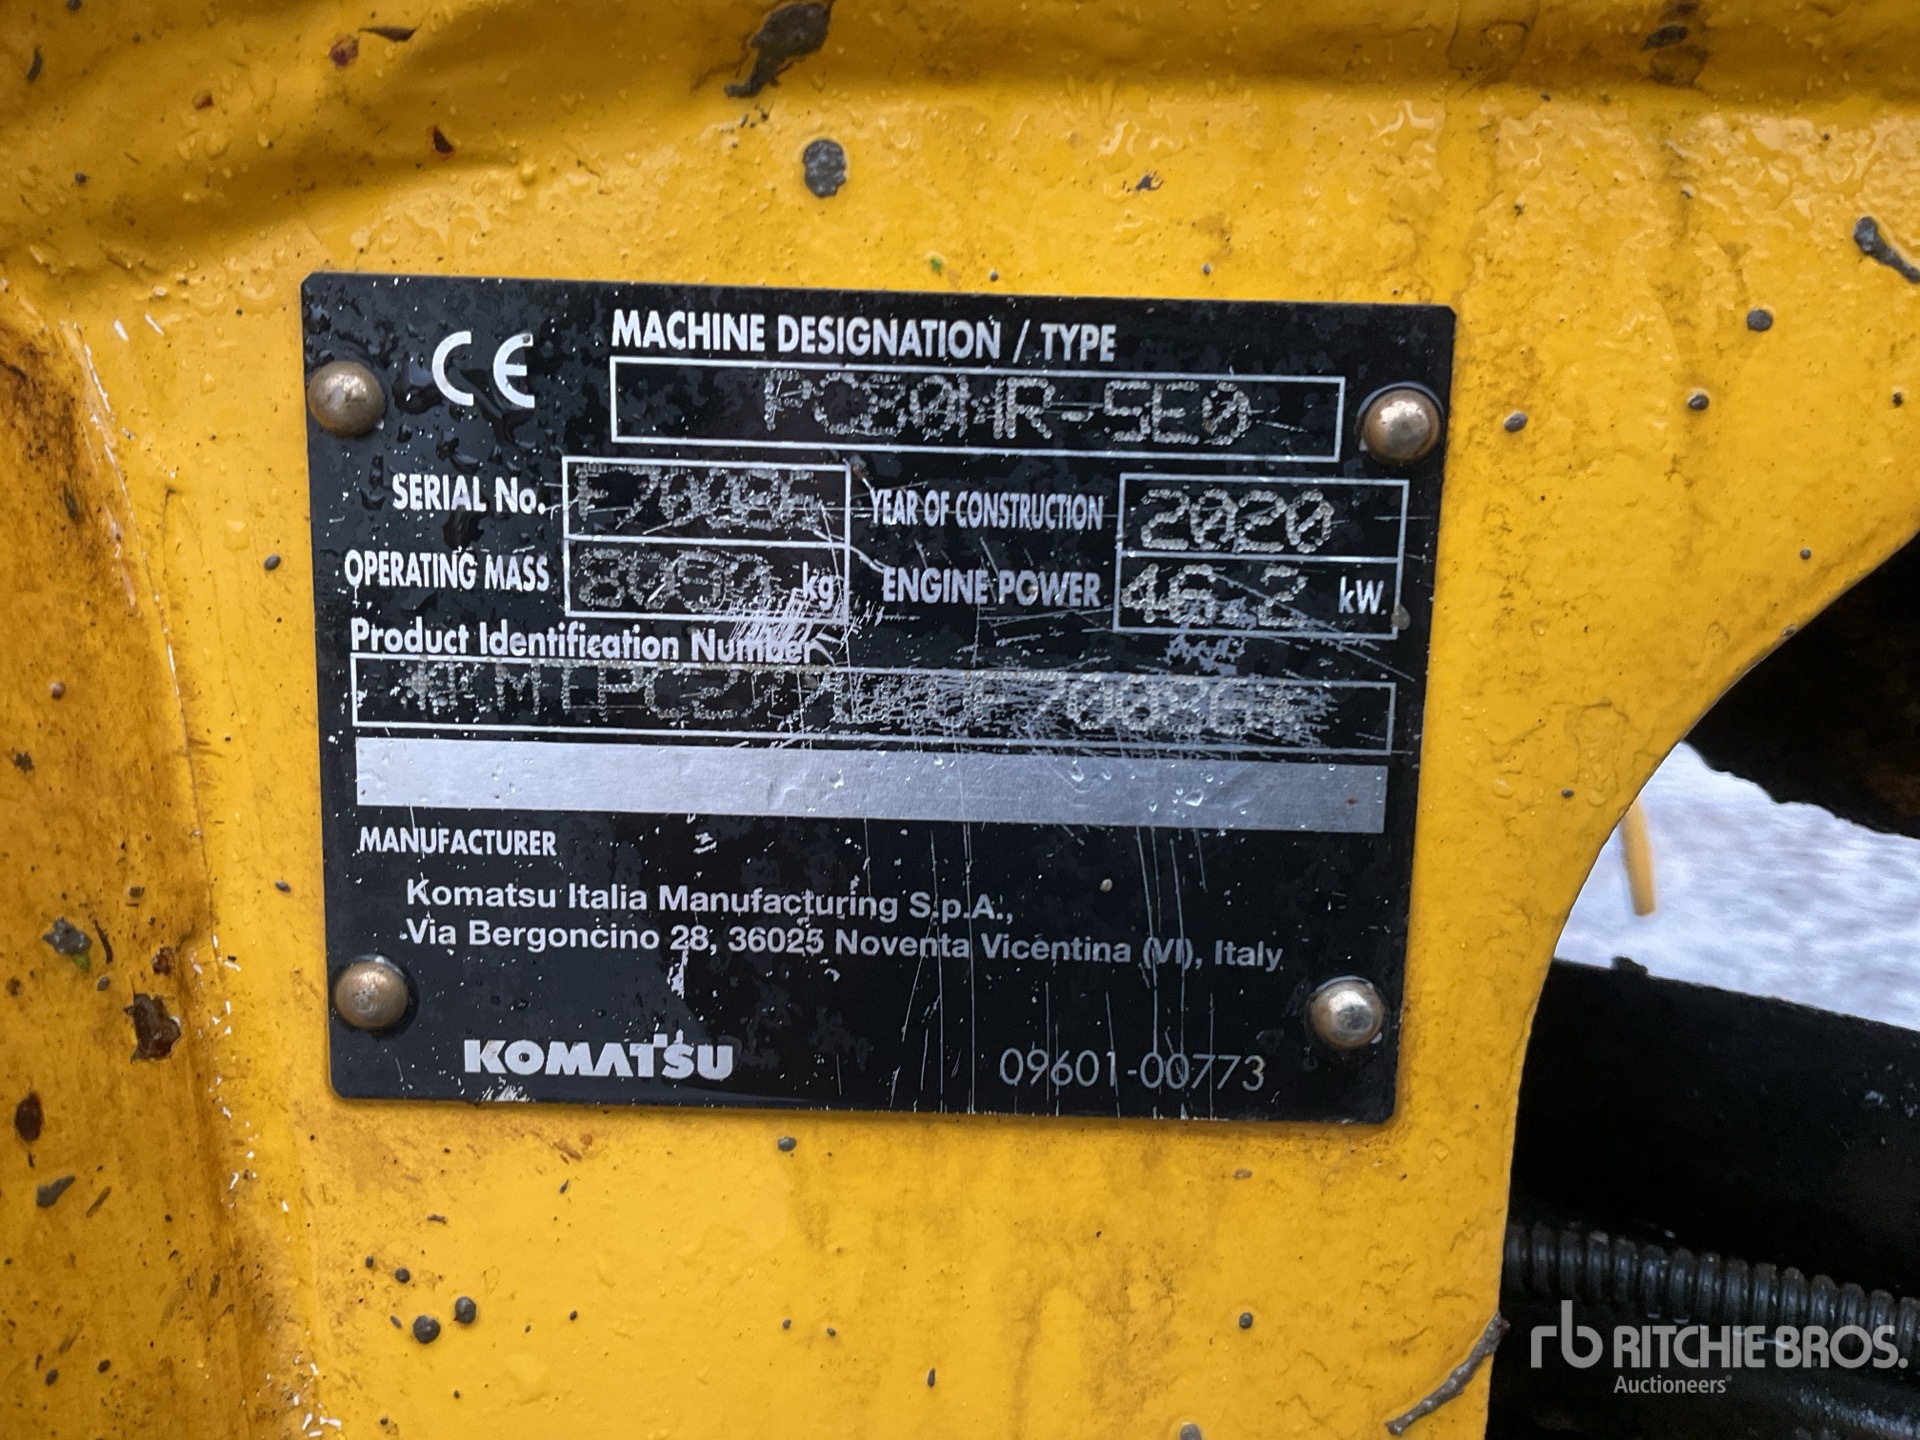 CE
MACHINE DESIGNATION / TYPE
PC80MR-5E0
SERIAL No.
YEAR OF CONSTRUCTION 2020
OPERATING MASS 8080 kg
ENGINE POWER 46.2 kW.
Product Identification Number
MANUFACTURER
Komatsu Italia Manufacturing S.p.A.,
Via Bergoncino 28, 36025 Noventa Vicentina (VI), Italy
KOMATSU
09601-00773
rb RITCHIE BROS.
Auctioneers